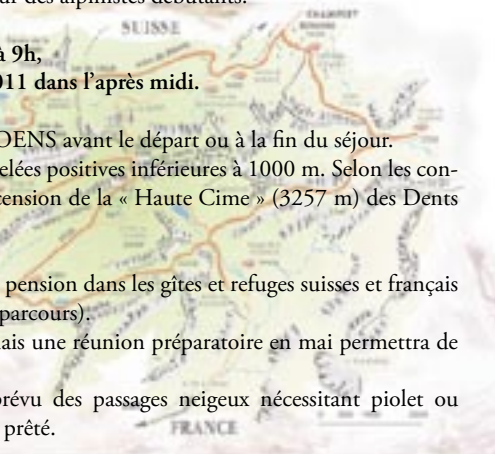 ur des alpinistes débutants.
SUISSE
à 9h,
011 dans l’après midi.
OENS avant le départ ou à la fin du séjour.
elées positives inférieures à 1000 m. Selon les con-
cension de la « Haute Cime » (3257 m) des Dents
pension dans les gîtes et refuges suisses et français
parcours).
ais une réunion préparatoire en mai permettra de
prévu des passages neigeux nécessitant piolet ou
prêté.
FRANCE